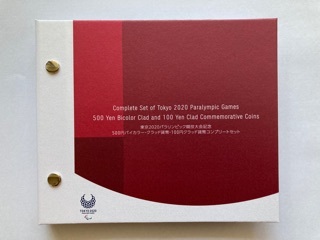 Complete Set of Tokyo 2020 Paralympic Games
500 Yen Bicolor Clad and 100 Yen Clad Commemorative Coins
東京2020パラリンピック競技大会記念
500円バイカラー・クラッド貨幣・100円クラッド貨幣コンプリートセット
TOKYO 2020